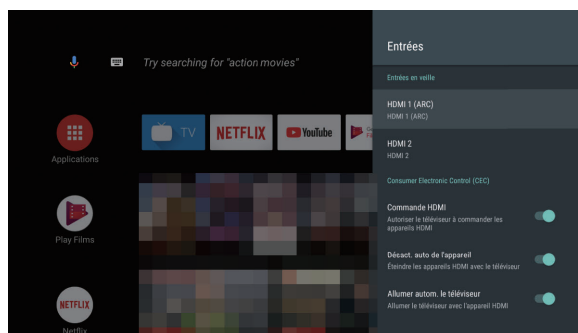 Try searching for "action movies"
Applications
TV
NETFLIX
YouTube
Play Films
NETFLIX
Netflix
Entrées
Entrées en veille
HDMI 1 (ARC)
HDMI 1 (ARC)
HDMI 2
HDMI 2
Consumer Electronic Control (CEC)
Commande HDMI
Autoriser le téléviseur à commander les
appareils HDMI
Désact. auto de l'appareil
Éteindre les appareils HDMI avec le téléviseur
Allumer autom. le téléviseur
Allumer le téléviseur avec l'appareil HDMI